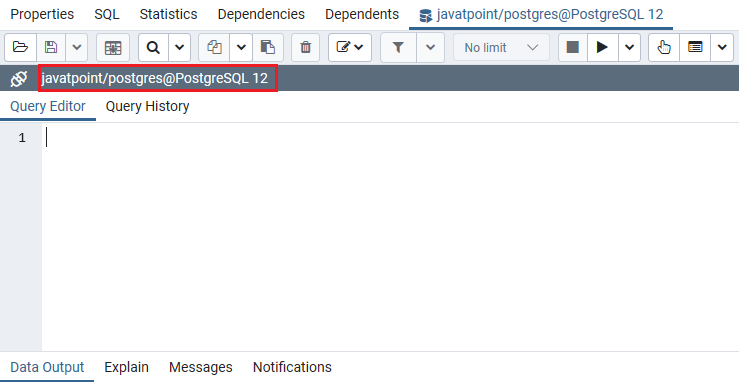 Properties SQL Statistics Dependencies Dependents javatpoint/postgres@PostgreSQL 12
No limit
javatpoint/postgres@PostgreSQL 12
Query Editor Query History
1
Data Output Explain Messages Notifications